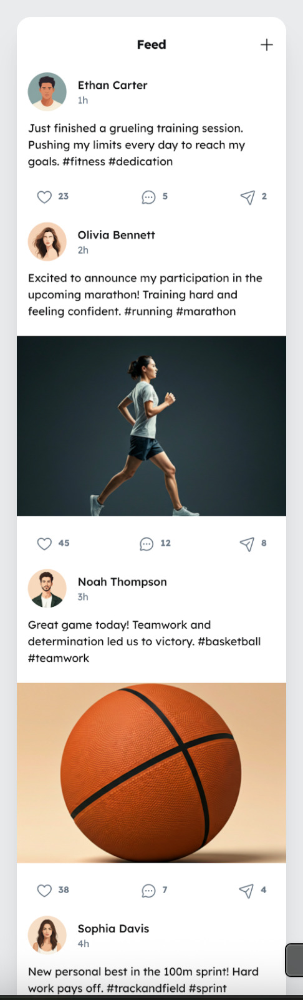 Feed
Ethan Carter
1h
Just finished a grueling training session.
Pushing my limits every day to reach my
goals. #fitness #dedication
23 5 2
Olivia Bennett
2h
Excited to announce my participation in the
upcoming marathon! Training hard and
feeling confident. #running #marathon
45 12 8
Noah Thompson
3h
Great game today! Teamwork and
determination led us to victory. #basketball
#teamwork
38 7 4
Sophia Davis
4h
New personal best in the 100m sprint! Hard
work pays off. #trackandfield #sprint